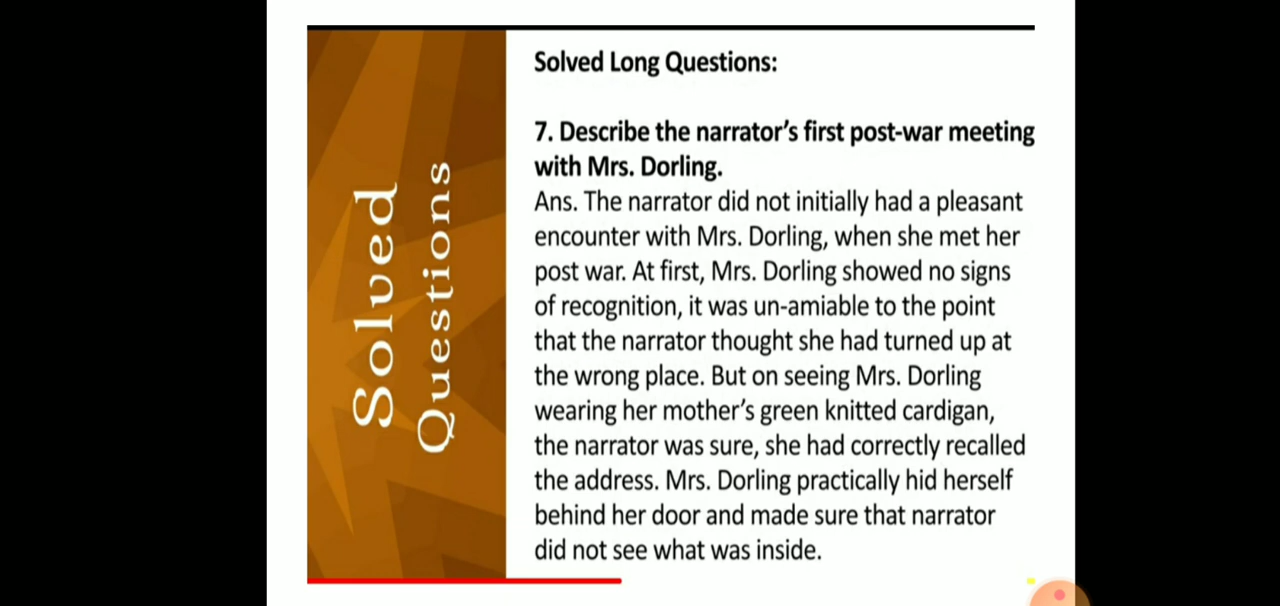 Solved
Questions
Solved Long Questions:
7. Describe the narrator's first post-war meeting
with Mrs. Dorling.
Ans. The narrator did not initially had a pleasant
encounter with Mrs. Dorling, when she met her
post war. At first, Mrs. Dorling showed no signs
of recognition, it was un-amiable to the point
that the narrator thought she had turned up at
the wrong place. But on seeing Mrs. Dorling
wearing her mother's green knitted cardigan,
the narrator was sure, she had correctly recalled
the address. Mrs. Dorling practically hid herself
behind her door and made sure that narrator
did not see what was inside.